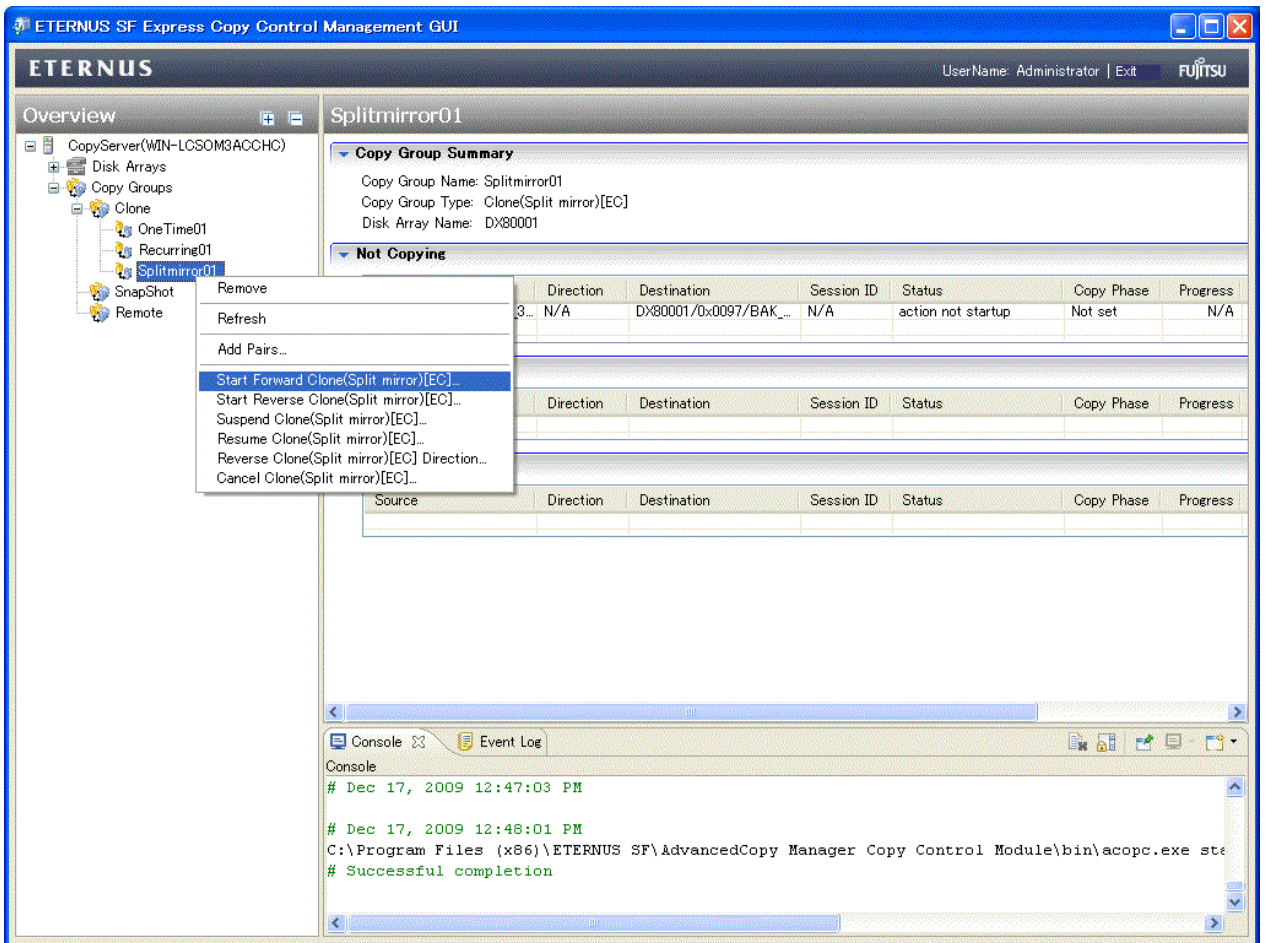 ETERNUS SF Express Copy Control Management GUI
ETERNUS
UserName: Administrator | Exit
FUJITSU
Overview
CopyServer(WIN-LCSOM3ACCHC)
Disk Arrays
Copy Groups
Clone
OneTime01
Recurring01
Splitmirror01
SnapShot
Remote
Remove
Refresh
Add Pairs...
Start Forward Clone(Split mirror)[EC]...
Start Reverse Clone(Split mirror)[EC]...
Suspend Clone(Split mirror)[EC]...
Resume Clone(Split mirror)[EC]...
Reverse Clone(Split mirror)[EC] Direction...
Cancel Clone(Split mirror)[EC]...
Splitmirror01
Copy Group Summary
Copy Group Name: Splitmirror01
Copy Group Type: Clone(Split mirror)[EC]
Disk Array Name: DX80001
Not Copying
Direction Destination Session ID Status Copy Phase Progress
_3... N/A DX80001/0x0097/BAK_... N/A action not startup Not set N/A
Direction Destination Session ID Status Copy Phase Progress
Source Direction Destination Session ID Status Copy Phase Progress
Console Event Log
Console
# Dec 17, 2009 12:47:03 PM
# Dec 17, 2009 12:48:01 PM
C:\Program Files (x86)\ETERNUS SF\AdvancedCopy Manager Copy Control Module\bin\acopc.exe sta
# Successful completion